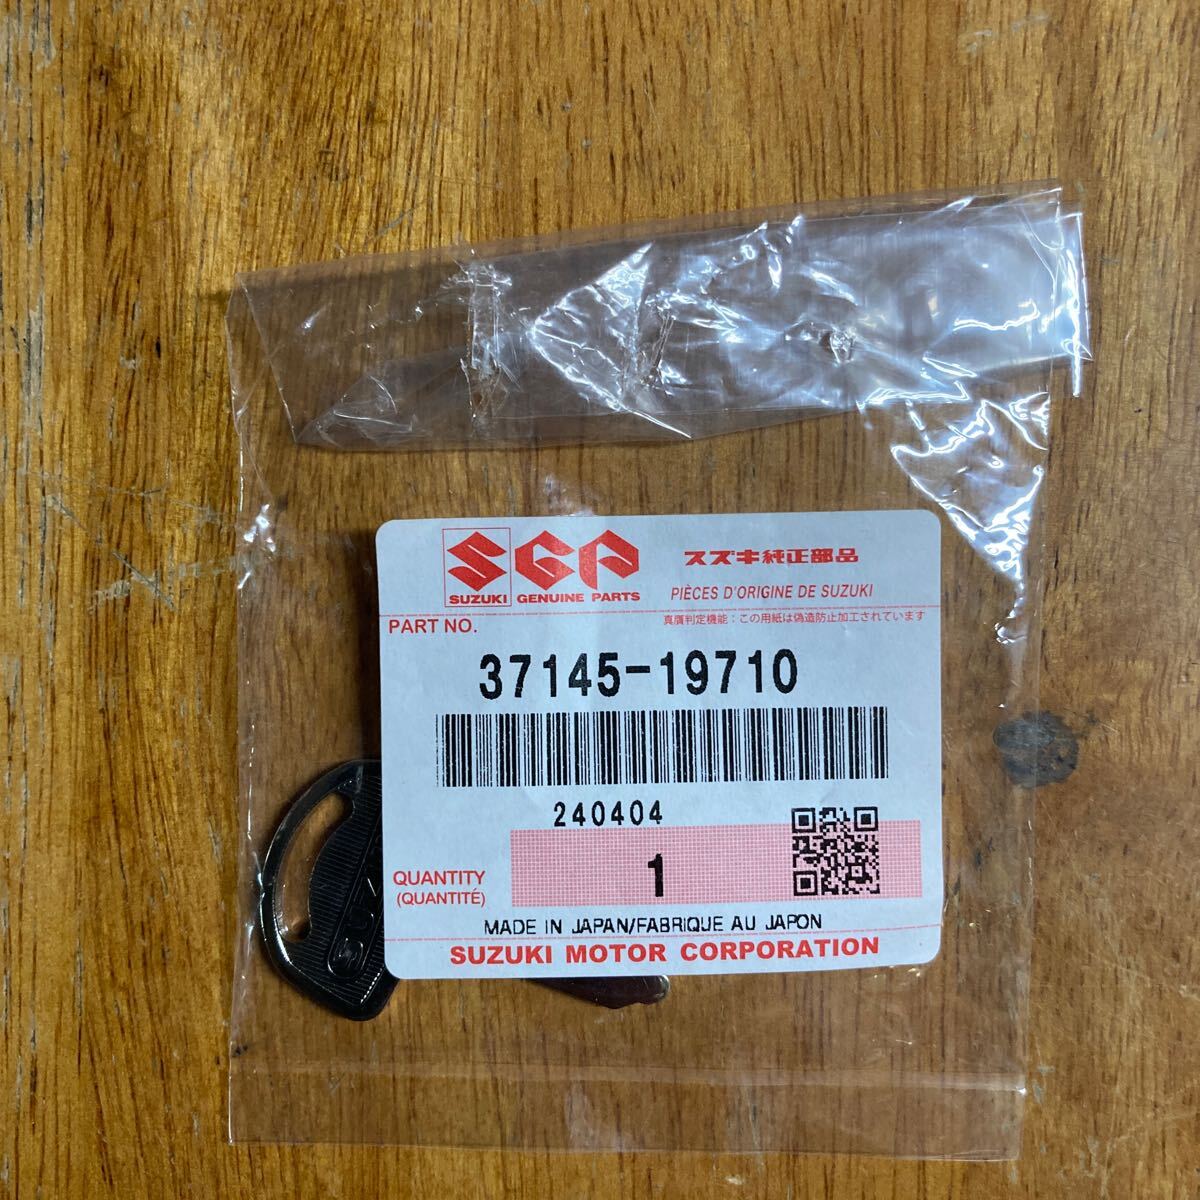 SGP
SUZUKI GENUINE PARTS
スズキ純正部品
PIÈCES D'ORIGINE DE SUZUKI
PART NO.
真贋判定機能：この用紙は偽造防止加工されています
37145-19710
240404
QUANTITY
(QUANTITÉ)
1
MADE IN JAPAN/FABRIQUE AU JAPON
SUZUKI MOTOR CORPORATION
SUZ